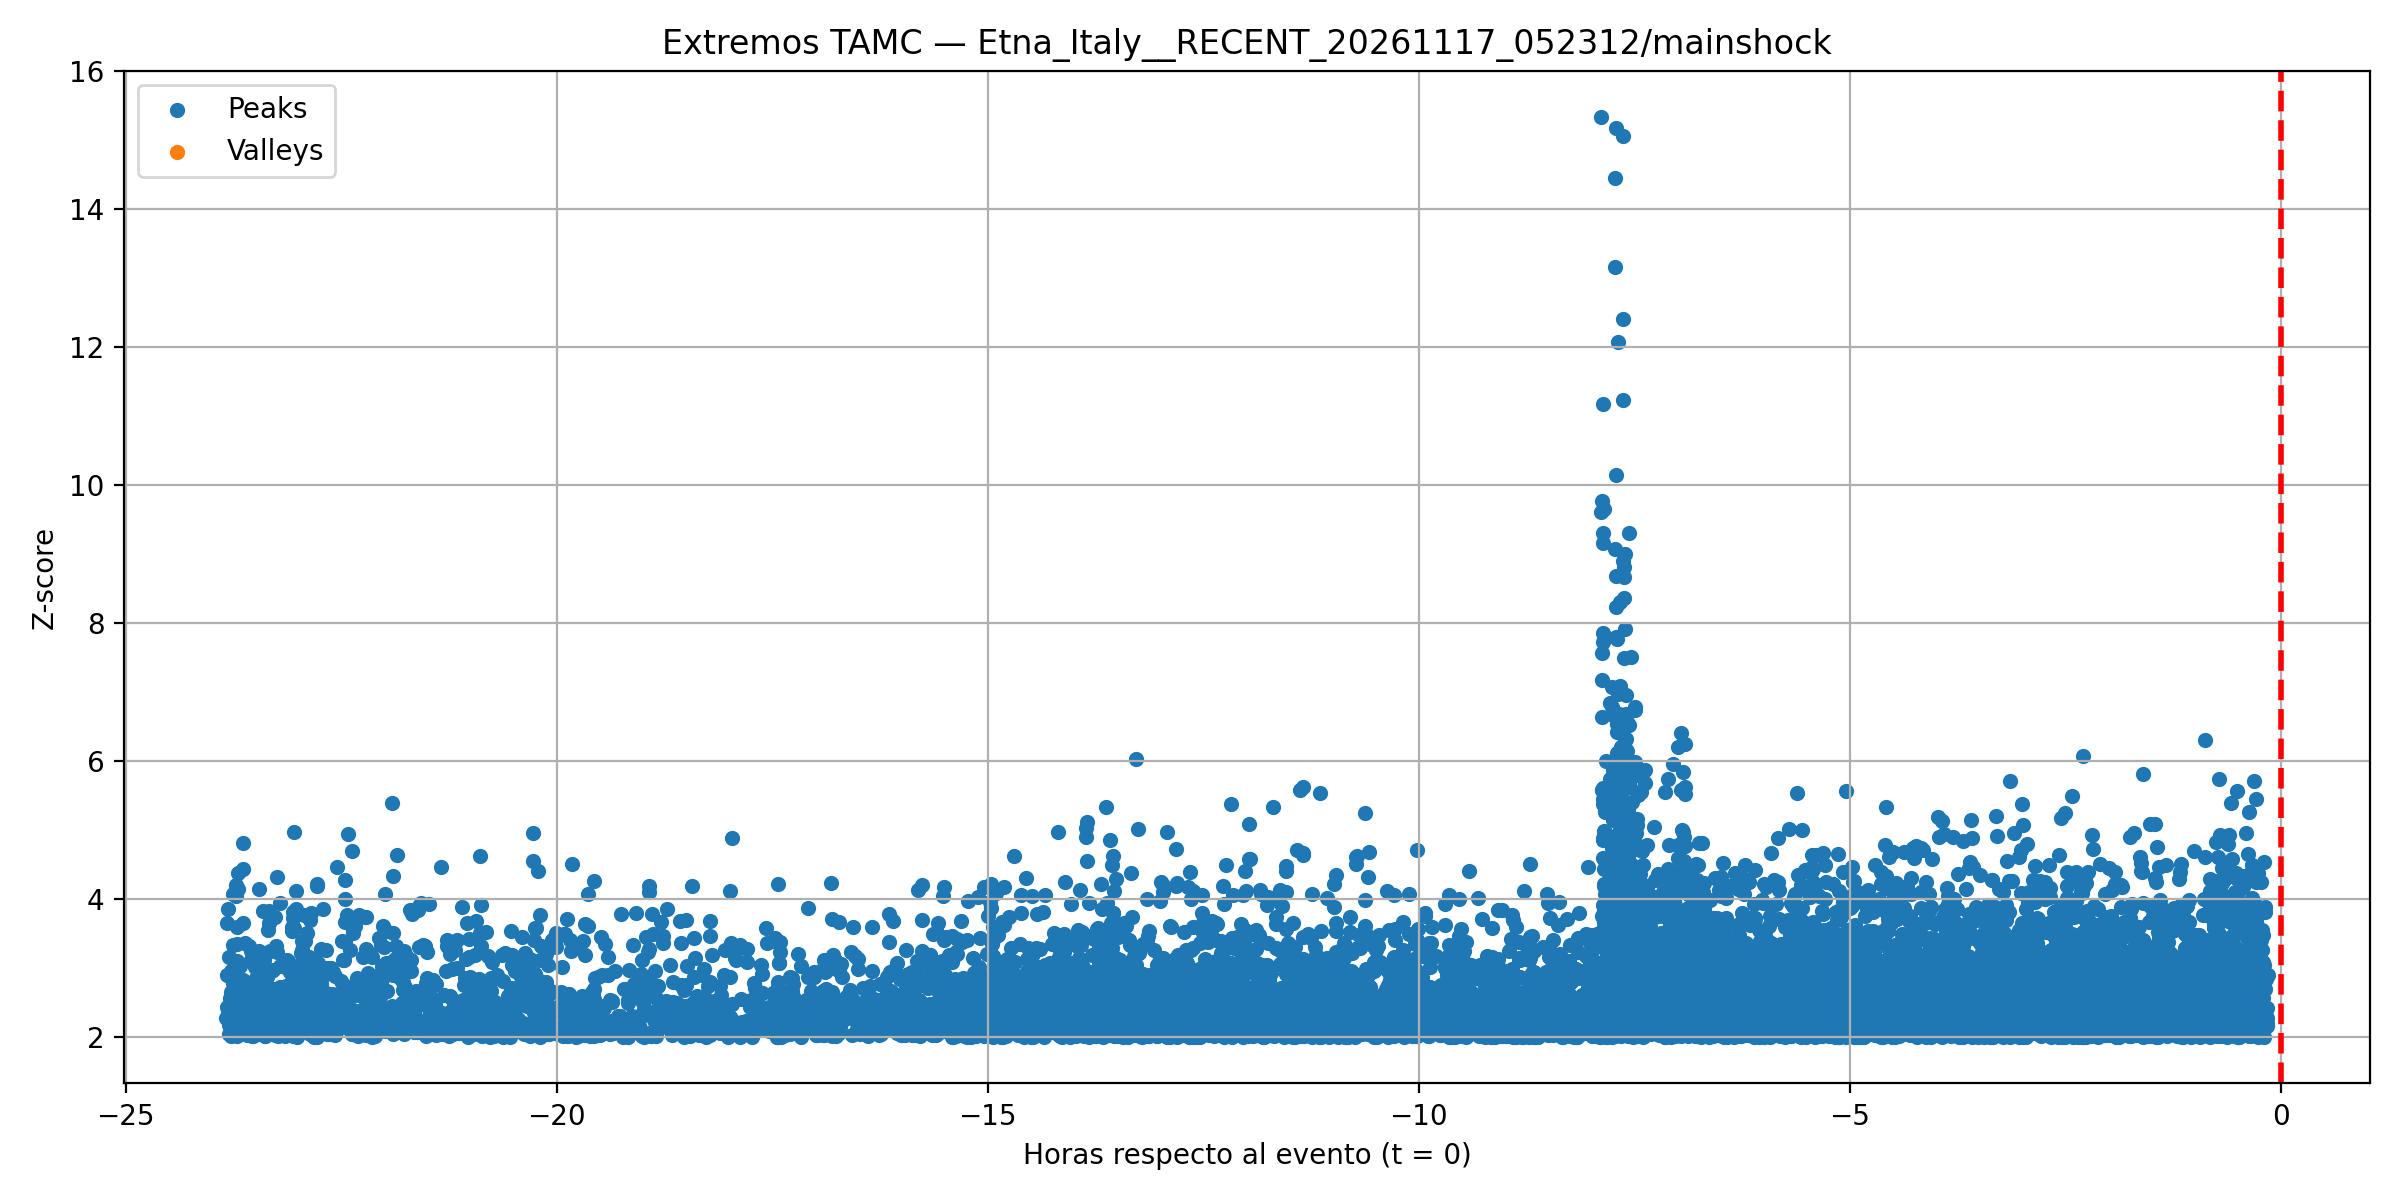 Extremos TAMC — Etna_Italy__RECENT_20261117_052312/mainshock
Peaks
Valleys
16
14
12
10
8
6
4
2
Z-score
−25
−20
−15
−10
−5
0
Horas respecto al evento (t = 0)